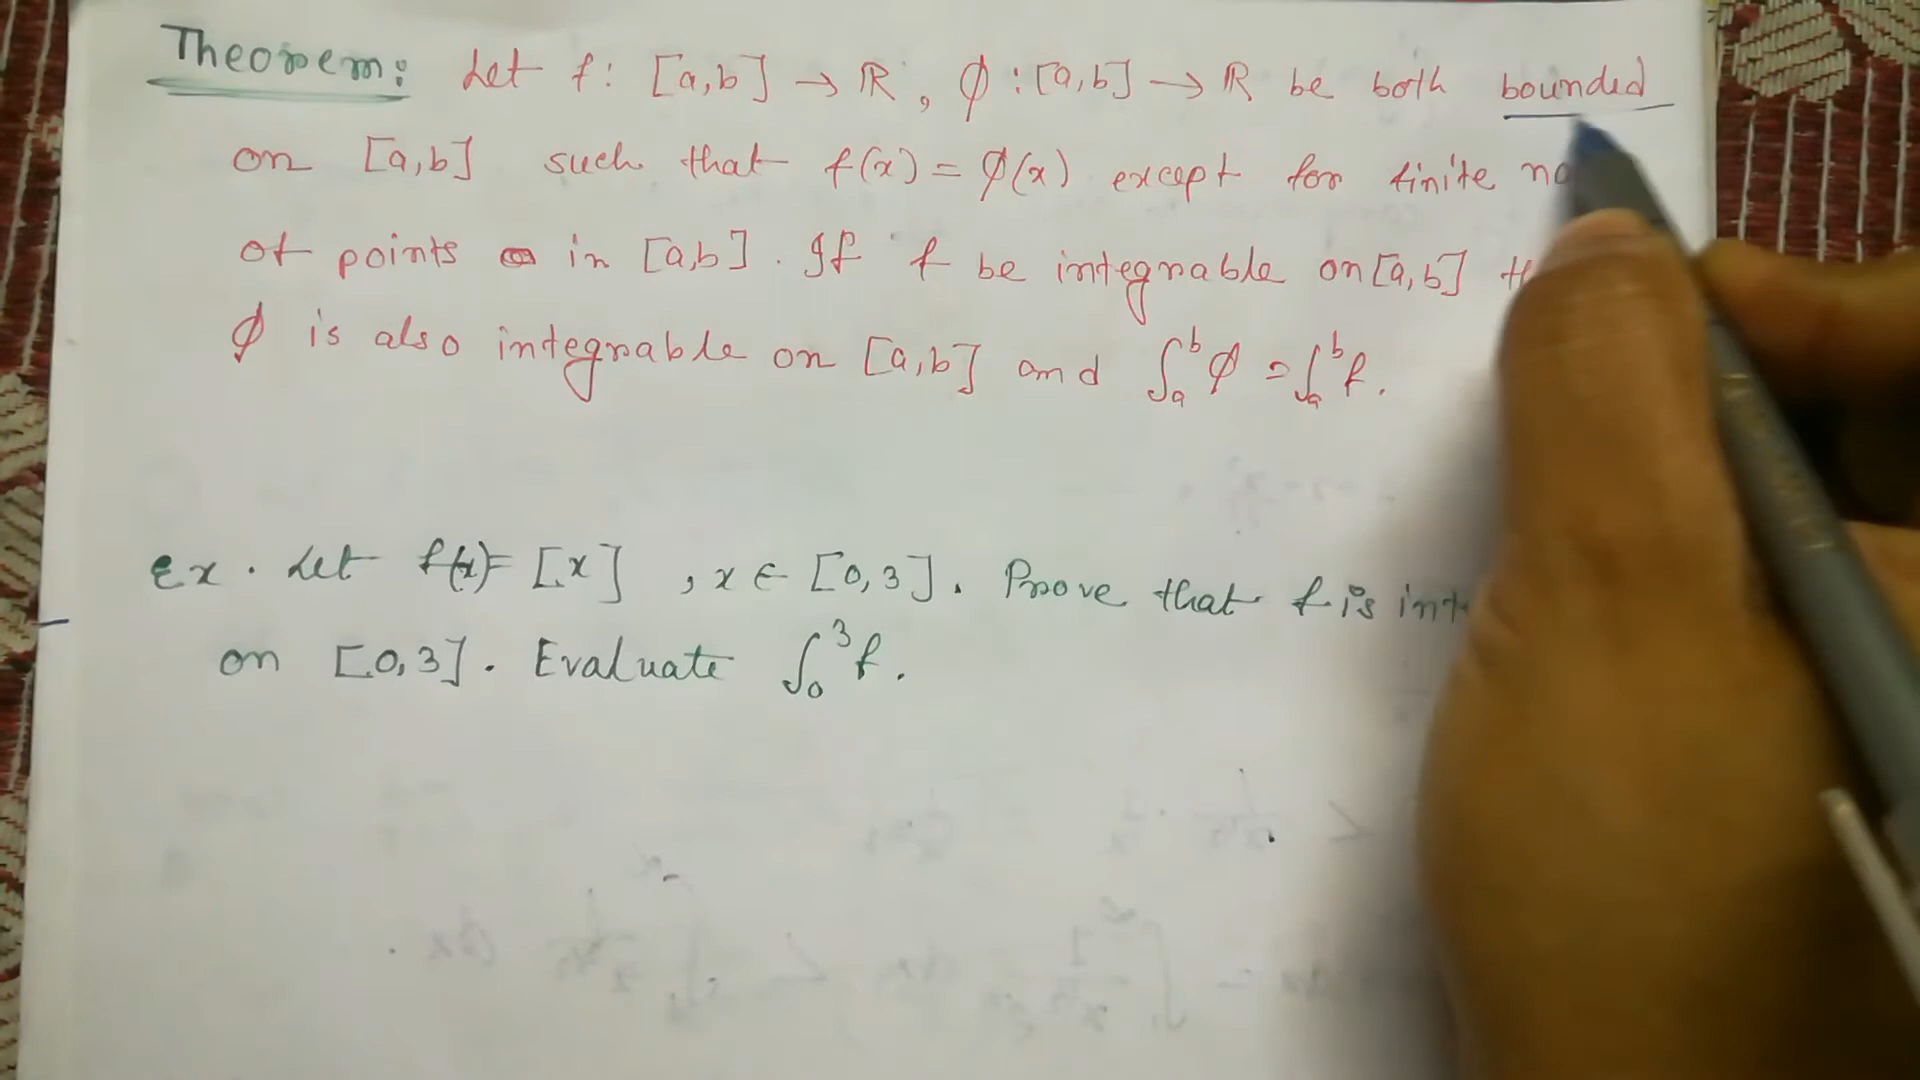 Theorem: Let f: [a,b] → ℝ, φ: [a,b] → ℝ be both bounded
on [a,b] such that f(x) = φ(x) except for finite no
of points in [a,b]. If f be integrable on [a,b]
φ is also integrable on [a,b] and ∫ₐᵇ φ = ∫ₐᵇ f.
Ex. Let f(x) = [x], x ∈ [0,3]. Prove that f is
on [0,3]. Evaluate ∫₀³ f.